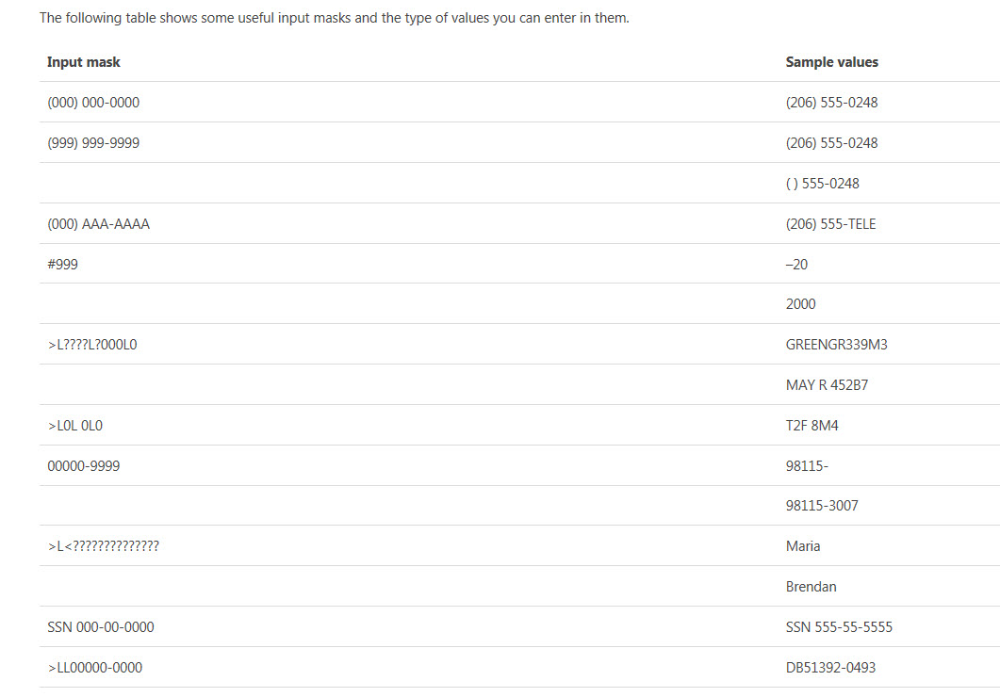 The following table shows some useful input masks and the type of values you can enter in them.
Input mask Sample values
(000) 000-0000 (206) 555-0248
(999) 999-9999 (206) 555-0248
( ) 555-0248
(000) AAA-AAAA (206) 555-TELE
#999 –20
2000
>L????L?000L0 GREENGR339M3
MAY R 452B7
>L0L 0L0 T2F 8M4
00000-9999 98115-
98115-3007
>L<?????????????? Maria
Brendan
SSN 000-00-0000 SSN 555-55-5555
>LL00000-0000 DB51392-0493